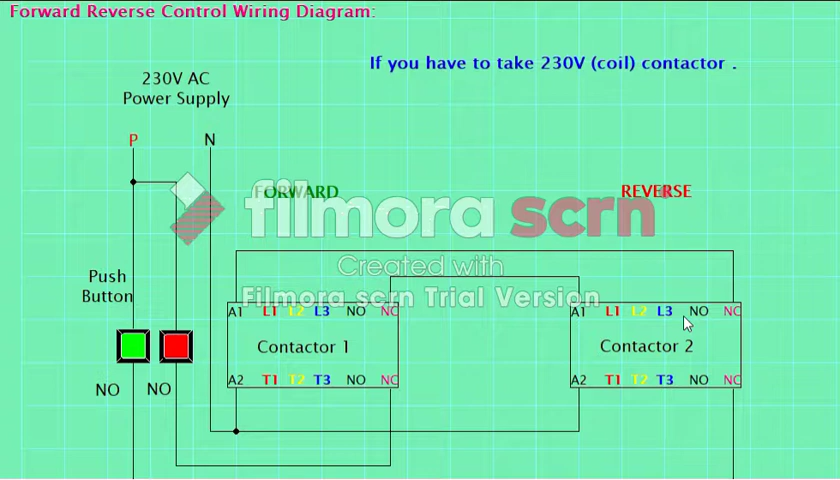 Forward Reverse Control Wiring Diagram:
If you have to take 230V (coil) contactor .
230V AC
Power Supply
P N
FORWARD REVERSE
filmora scrn
Created with
Filmora scrn Trial Version
Push
Button
A1 L1 L2 L3 NO NC
A1 L1 L2 L3 NO NC
Contactor 1
Contactor 2
A2 T1 T2 T3 NO NC
A2 T1 T2 T3 NO NC
NO NO